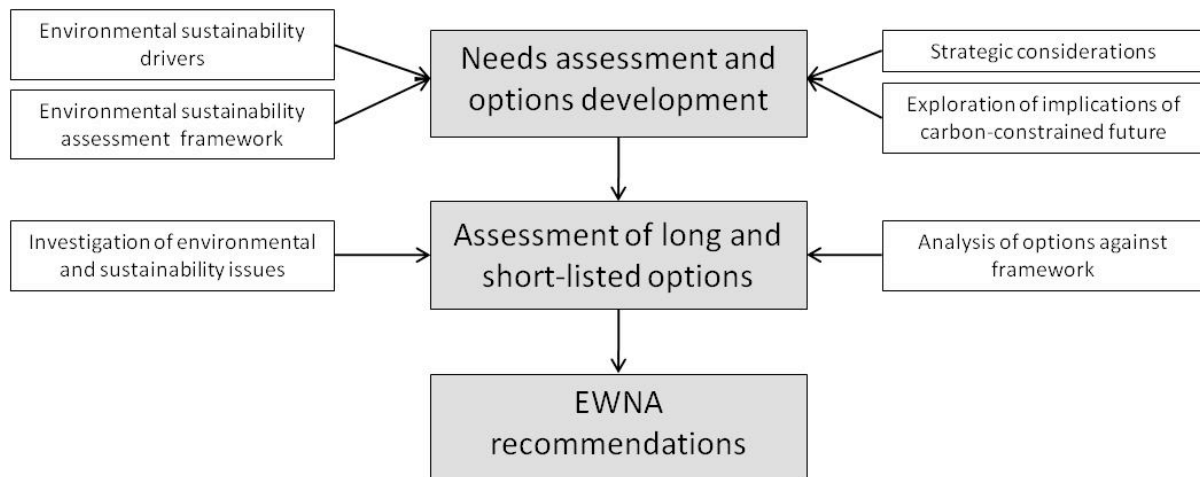 Environmental sustainability
drivers
Environmental sustainability
assessment framework
Needs assessment and
options development
Strategic considerations
Exploration of implications of
carbon-constrained future
Investigation of environmental
and sustainability issues
Assessment of long and
short-listed options
Analysis of options against
framework
EWNA
recommendations